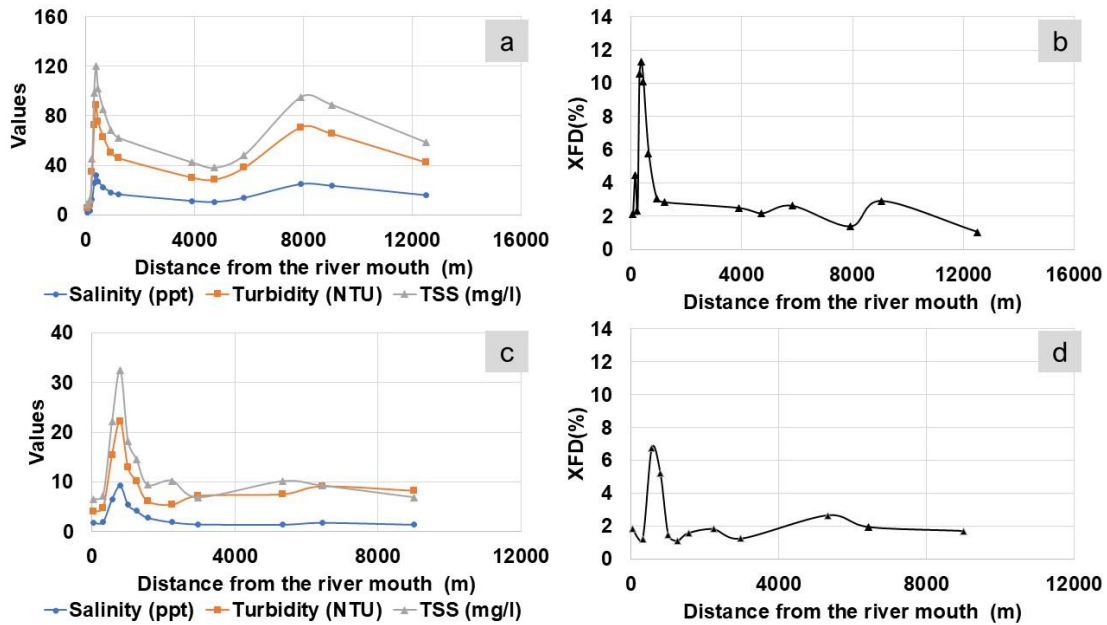 a
160
120
80
40
0
Values
0 4000 8000 12000 16000
Distance from the river mouth (m)
Salinity (ppt) Turbidity (NTU) TSS (mg/l)
b
14
12
10
8
6
4
2
0
XFD(%)
0 4000 8000 12000 16000
Distance from the river mouth (m)
c
40
30
20
10
0
Values
0 4000 8000 12000
Distance from the river mouth (m)
Salinity (ppt) Turbidity (NTU) TSS (mg/l)
d
14
12
10
8
6
4
2
0
XFD(%)
0 4000 8000 12000
Distance from the river mouth (m)